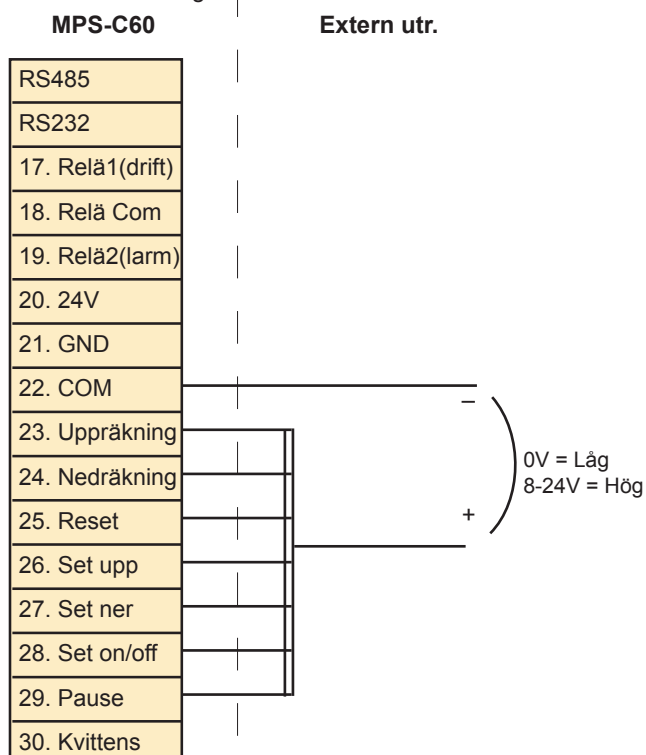 MPS-C60
Extern utr.
RS485
RS232
17. Relä1(drift)
18. Relä Com
19. Relä2(larm)
20. 24V
21. GND
22. COM
23. Uppräkning
24. Nedräkning
25. Reset
26. Set upp
27. Set ner
28. Set on/off
29. Pause
30. Kvittens
–
0V = Låg
8-24V = Hög
+